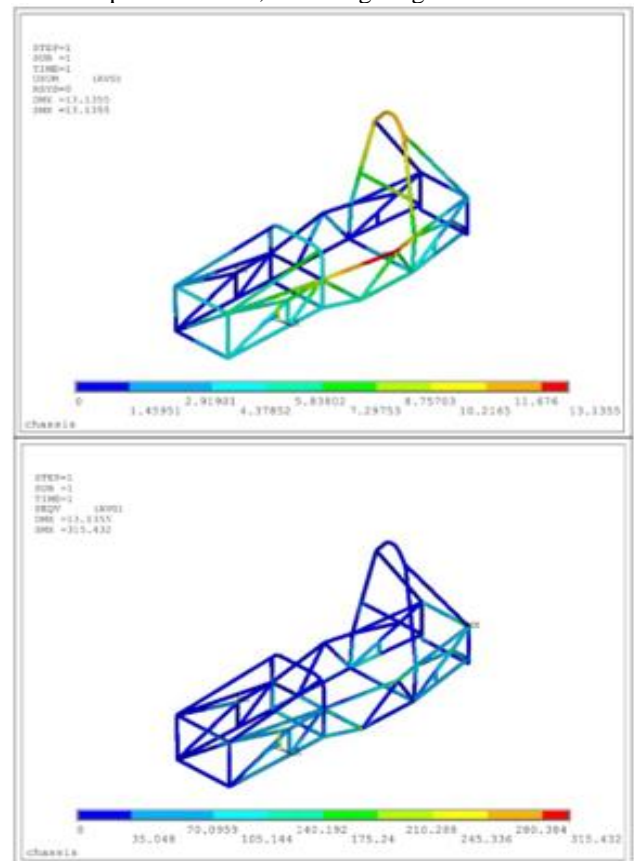 STEP=1
SUB =1
TIME=1
USUM (AVG)
RSYS=0
DMX =13.1355
SMX =13.1355
0 2.91901 5.83802 8.75703 11.676
1.45951 4.37852 7.29753 10.2165 13.1355
chassis
STEP=1
SUB =1
TIME=1
SEQV (AVG)
DMX =13.1355
SMX =315.432
0 70.0959 140.192 210.288 280.384
35.048 105.144 175.24 245.336 315.432
chassis